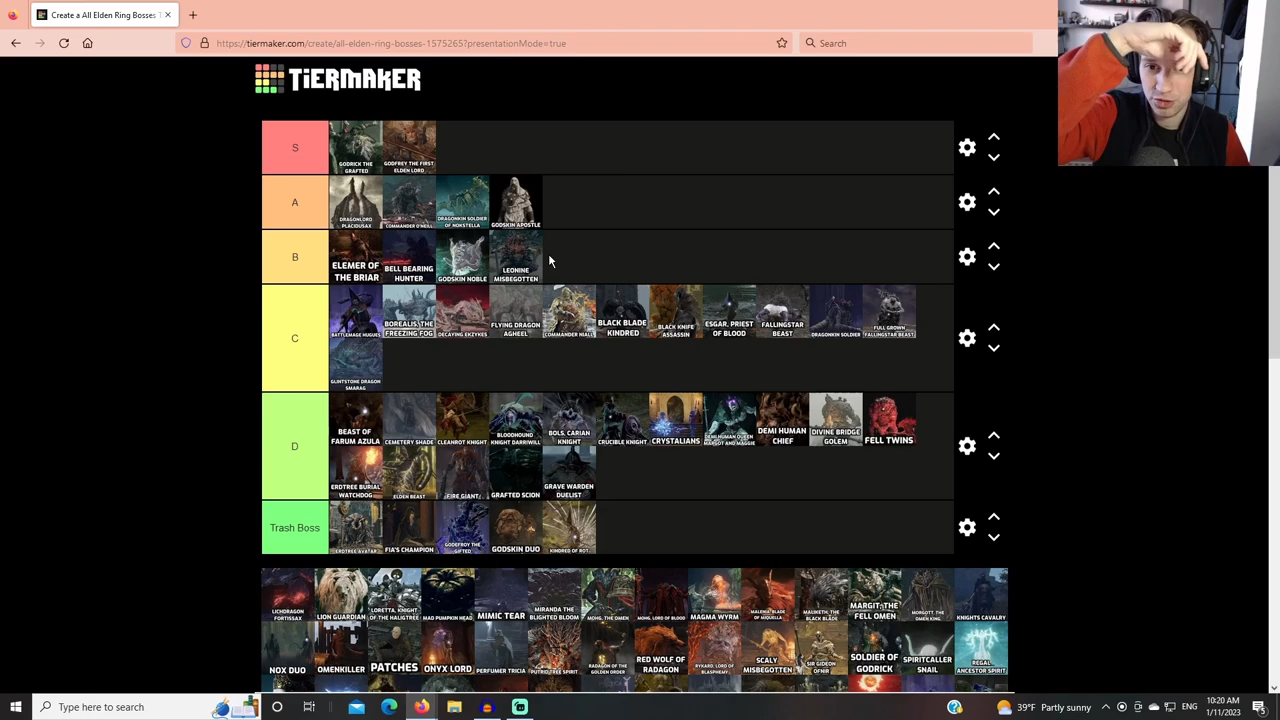 Create a All Elden Ring Bosses T
https://tiermaker.com/create/all-elden-ring-bosses-1575265?presentationMode=true
Search
TiERMAKER
S
GODRICK THE
GRAFTED
GODFREY THE FIRST
ELDEN LORD
A
DRAGONLORD
PLACIDUSAX
COMMANDER O'NEILL
DRAGONKIN SOLDIER
OF NOKSTELLA
GODSKIN APOSTLE
B
ELEMER OF
THE BRIAR
BELL BEARING
HUNTER
GODSKIN NOBLE
LEONINE
MISBEGOTTEN
C
BATTLEMAGE HUGUES
BOREALIS, THE
FREEZING FOG
DECAYING EKZYKES
FLYING DRAGON
AGHEEL
COMMANDER NIALL
BLACK BLADE
KINDRED
BLACK KNIFE
ASSASSIN
ESGAR, PRIEST
OF BLOOD
FALLINGSTAR
BEAST
DRAGONKIN SOLDIER
FULL GROWN
FALLINGSTAR BEAST
GLINTSTONE DRAGON
SMARAG
D
BEAST OF
FARUM AZULA
CEMETERY SHADE
CLEANROT KNIGHT
BLOODHOUND
KNIGHT DARRIWILL
BOLS, CARIAN
KNIGHT
CRUCIBLE KNIGHT
CRYSTALIANS
DEMI HUMAN QUEEN
MARGOT AND MAGGIE
DEMI HUMAN
CHIEF
DIVINE BRIDGE
GOLEM
FELL TWINS
ERDTREE BURIAL
WATCHDOG
ELDEN BEAST
FIRE GIANT
GRAFTED SCION
GRAVE WARDEN
DUELIST
Trash Boss
ERDTREE AVATAR
FIA'S CHAMPION
GODEFROY THE
GIFTED
GODSKIN DUO
KINDRED OF ROT
LICHDRAGON
FORTISSAX
LION GUARDIAN
LORETTA, KNIGHT
OF THE HALIGTREE
MAD PUMPKIN HEAD
MIMIC TEAR
MIRANDA THE
BLIGHTED BLOOM
MOHG, THE OMEN
MOHG, LORD OF BLOOD
MAGMA WYRM
MALENIA, BLADE
OF MIQUELLA
MALIKETH, THE
BLACK BLADE
MARGIT, THE
FELL OMEN
MORGOTT, THE
OMEN KING
KNIGHTS CAVALRY
NOX DUO
OMENKILLER
PATCHES
ONYX LORD
PERFUMER TRICIA
PUTRID TREE SPIRIT
RADAGON OF THE
GOLDEN ORDER
RED WOLF OF
RADAGON
RYKARD, LORD OF
BLASPHEMY
SCALY
MISBEGOTTEN
SIR GIDEON
OFNIR
SOLDIER OF
GODRICK
SPIRITCALLER
SNAIL
REGAL
ANCESTOR SPIRIT
Type here to search
39°F Partly sunny
10:20 AM
1/11/2023